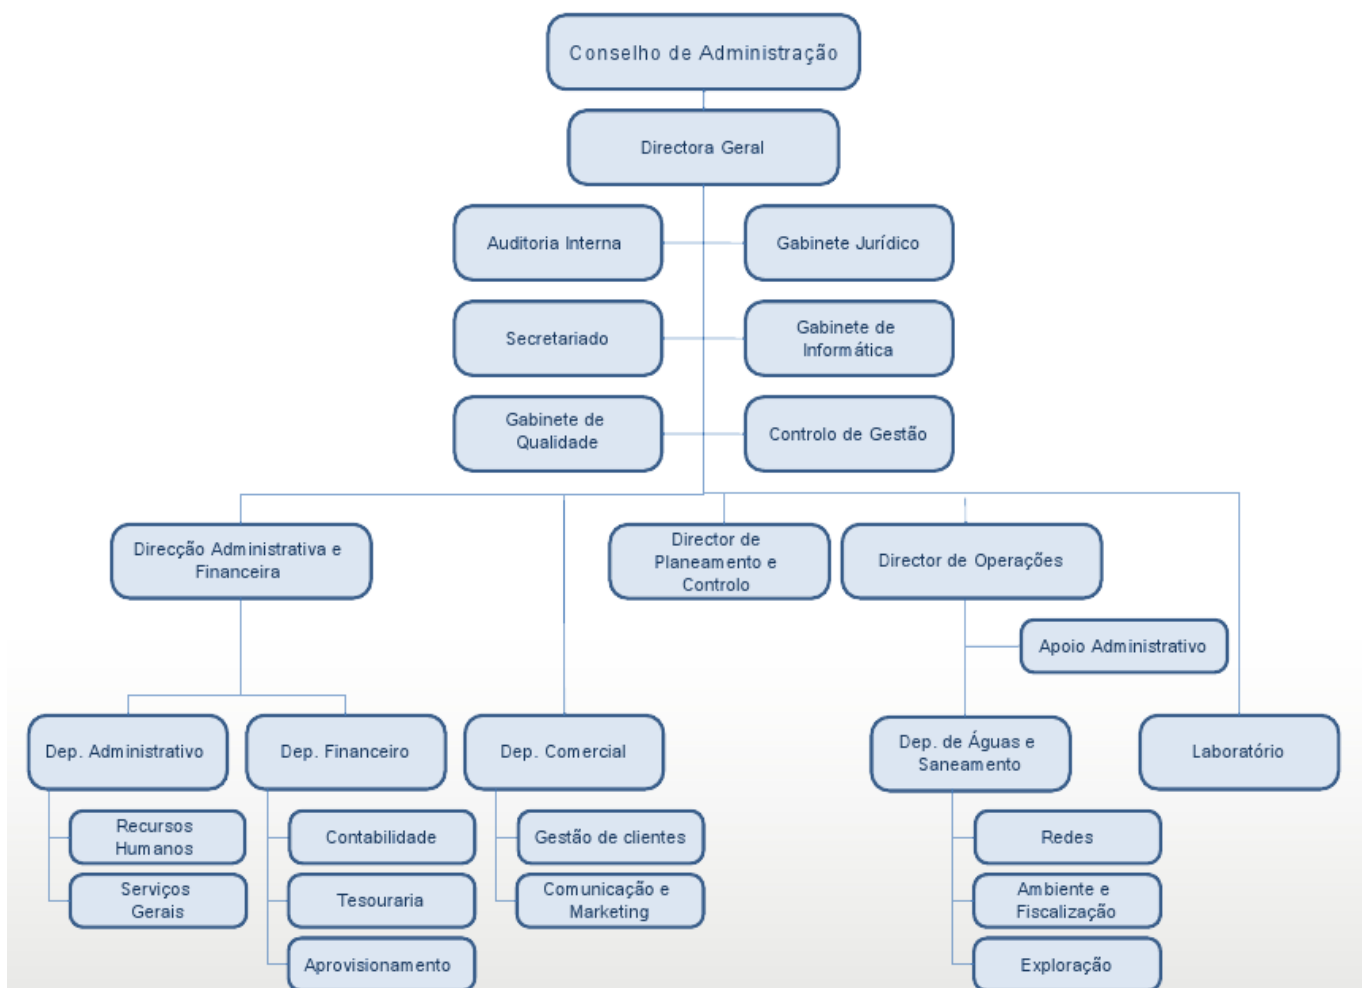 Conselho de Administração
Directora Geral
Auditoria Interna
Gabinete Jurídico
Secretariado
Gabinete de
Informática
Gabinete de
Qualidade
Controlo de Gestão
Direcção Administrativa e
Financeira
Director de
Planeamento e
Controlo
Director de Operações
Apoio Administrativo
Dep. Administrativo
Dep. Financeiro
Dep. Comercial
Dep. de Águas e
Saneamento
Laboratório
Recursos
Humanos
Serviços
Gerais
Contabilidade
Tesouraria
Aprovisionamento
Gestão de clientes
Comunicação e
Marketing
Redes
Ambiente e
Fiscalização
Exploração